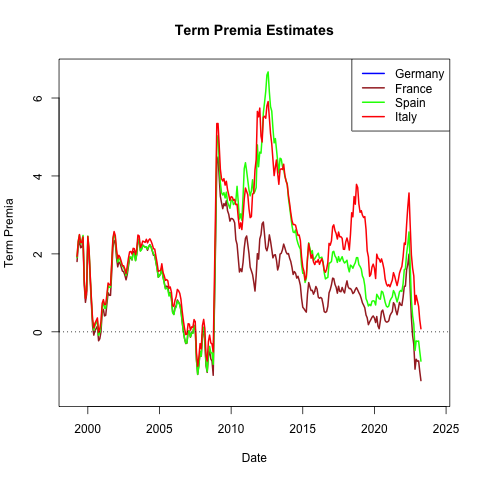 Term Premia Estimates
Germany
France
Spain
Italy
Term Premia
6
4
2
0
2000 2005 2010 2015 2020 2025
Date